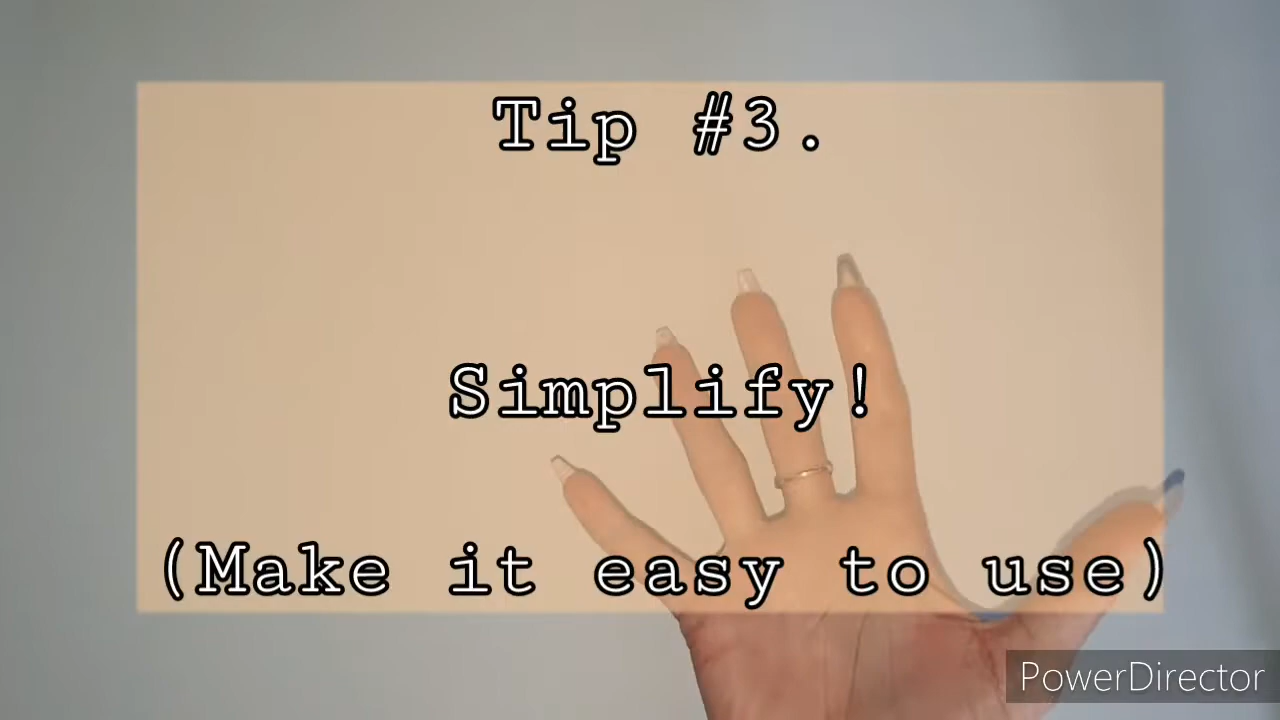 Tip #3.
Simplify!
(Make it easy to use)
PowerDirector